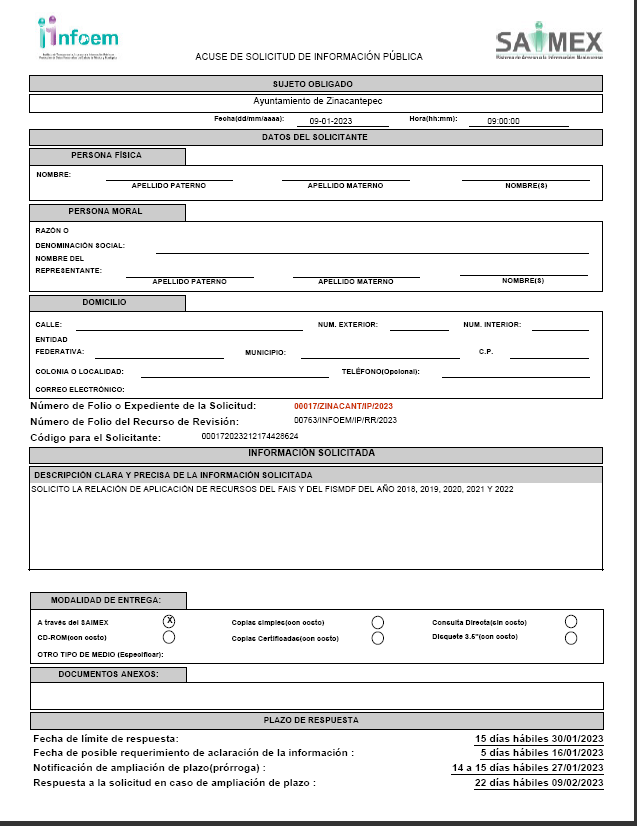 infoem
SAIMEX
Sistema de Acceso a la Información Mexiquense
ACUSE DE SOLICITUD DE INFORMACIÓN PÚBLICA
SUJETO OBLIGADO
Ayuntamiento de Zinacantepec
Fecha(dd/mm/aaaa): 09-01-2023 Hora(hh:mm): 09:00:00
DATOS DEL SOLICITANTE
PERSONA FÍSICA
NOMBRE:
APELLIDO PATERNO APELLIDO MATERNO NOMBRE(S)
PERSONA MORAL
RAZÓN O
DENOMINACIÓN SOCIAL:
NOMBRE DEL
REPRESENTANTE:
APELLIDO PATERNO APELLIDO MATERNO NOMBRE(S)
DOMICILIO
CALLE: NUM. EXTERIOR: NUM. INTERIOR:
ENTIDAD
FEDERATIVA: MUNICIPIO: C.P.
COLONIA O LOCALIDAD: TELÉFONO(Opcional):
CORREO ELECTRÓNICO:
Número de Folio o Expediente de la Solicitud: 00017/ZINACANT/IP/2023
Número de Folio del Recurso de Revisión: 00763/INFOEM/IP/RR/2023
Código para el Solicitante: 000172023212174428624
INFORMACIÓN SOLICITADA
DESCRIPCIÓN CLARA Y PRECISA DE LA INFORMACIÓN SOLICITADA
SOLICITO LA RELACIÓN DE APLICACIÓN DE RECURSOS DEL FAIS Y DEL FISMDF DEL AÑO 2018, 2019, 2020, 2021 Y 2022
MODALIDAD DE ENTREGA:
A través del SAIMEX X Copias simples(con costo) Consulta Directa(sin costo)
CD-ROM(con costo) Copias Certificadas(con costo) Disquete 3.5"(con costo)
OTRO TIPO DE MEDIO (Especificar):
DOCUMENTOS ANEXOS:
PLAZO DE RESPUESTA
Fecha de límite de respuesta: 15 días hábiles 30/01/2023
Fecha de posible requerimiento de aclaración de la información : 5 días hábiles 16/01/2023
Notificación de ampliación de plazo(prórroga) : 14 a 15 días hábiles 27/01/2023
Respuesta a la solicitud en caso de ampliación de plazo : 22 días hábiles 09/02/2023